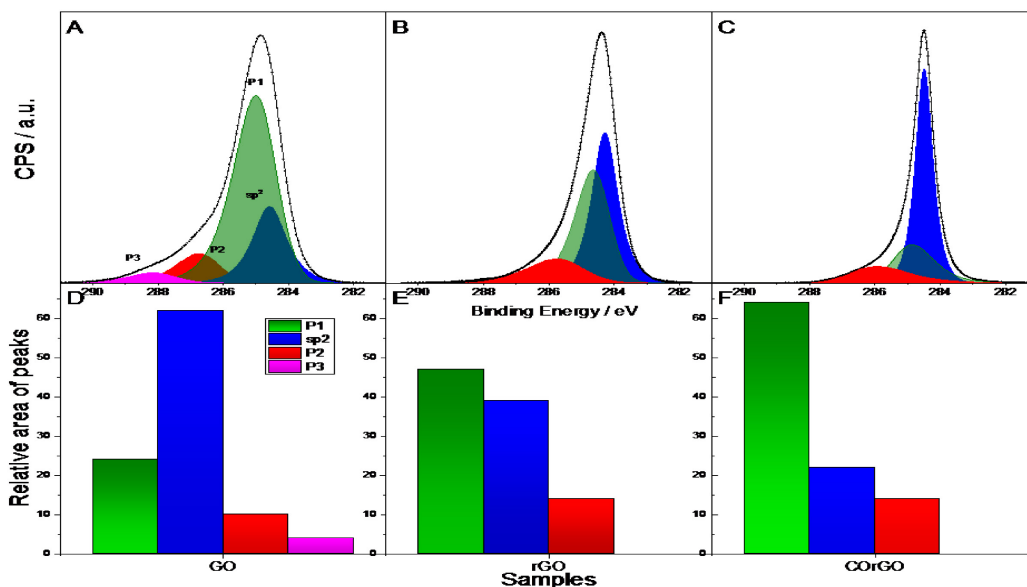 A
B
C
CPS / a.u.
P1
sp²
P2
P3
290 288 286 284 282
290 288 286 284 282
290 288 286 284 282
Binding Energy / eV
D
E
F
Relative area of peaks
60
50
40
30
20
10
0
P1
sp2
P2
P3
60
50
40
30
20
10
0
60
50
40
30
20
10
0
GO
rGO
COrGO
Samples